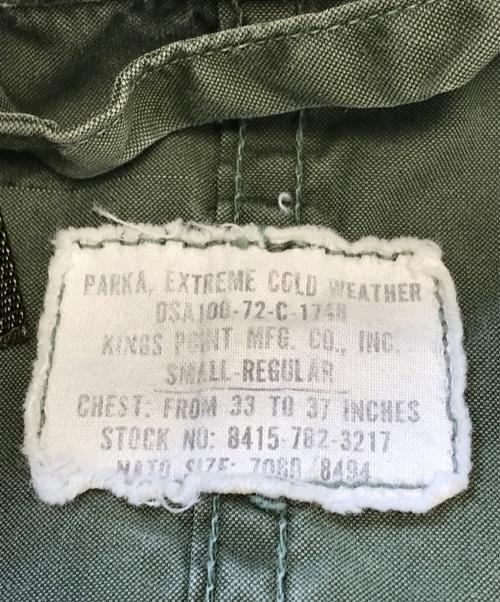 PARKA, EXTREME COLD WEATHER
DSA100-72-C-1748
KINGS POINT MFG. CO., INC.
SMALL-REGULAR
CHEST: FROM 33 TO 37 INCHES
STOCK NO: 8415-782-3217
NATO SIZE: 7080/8494